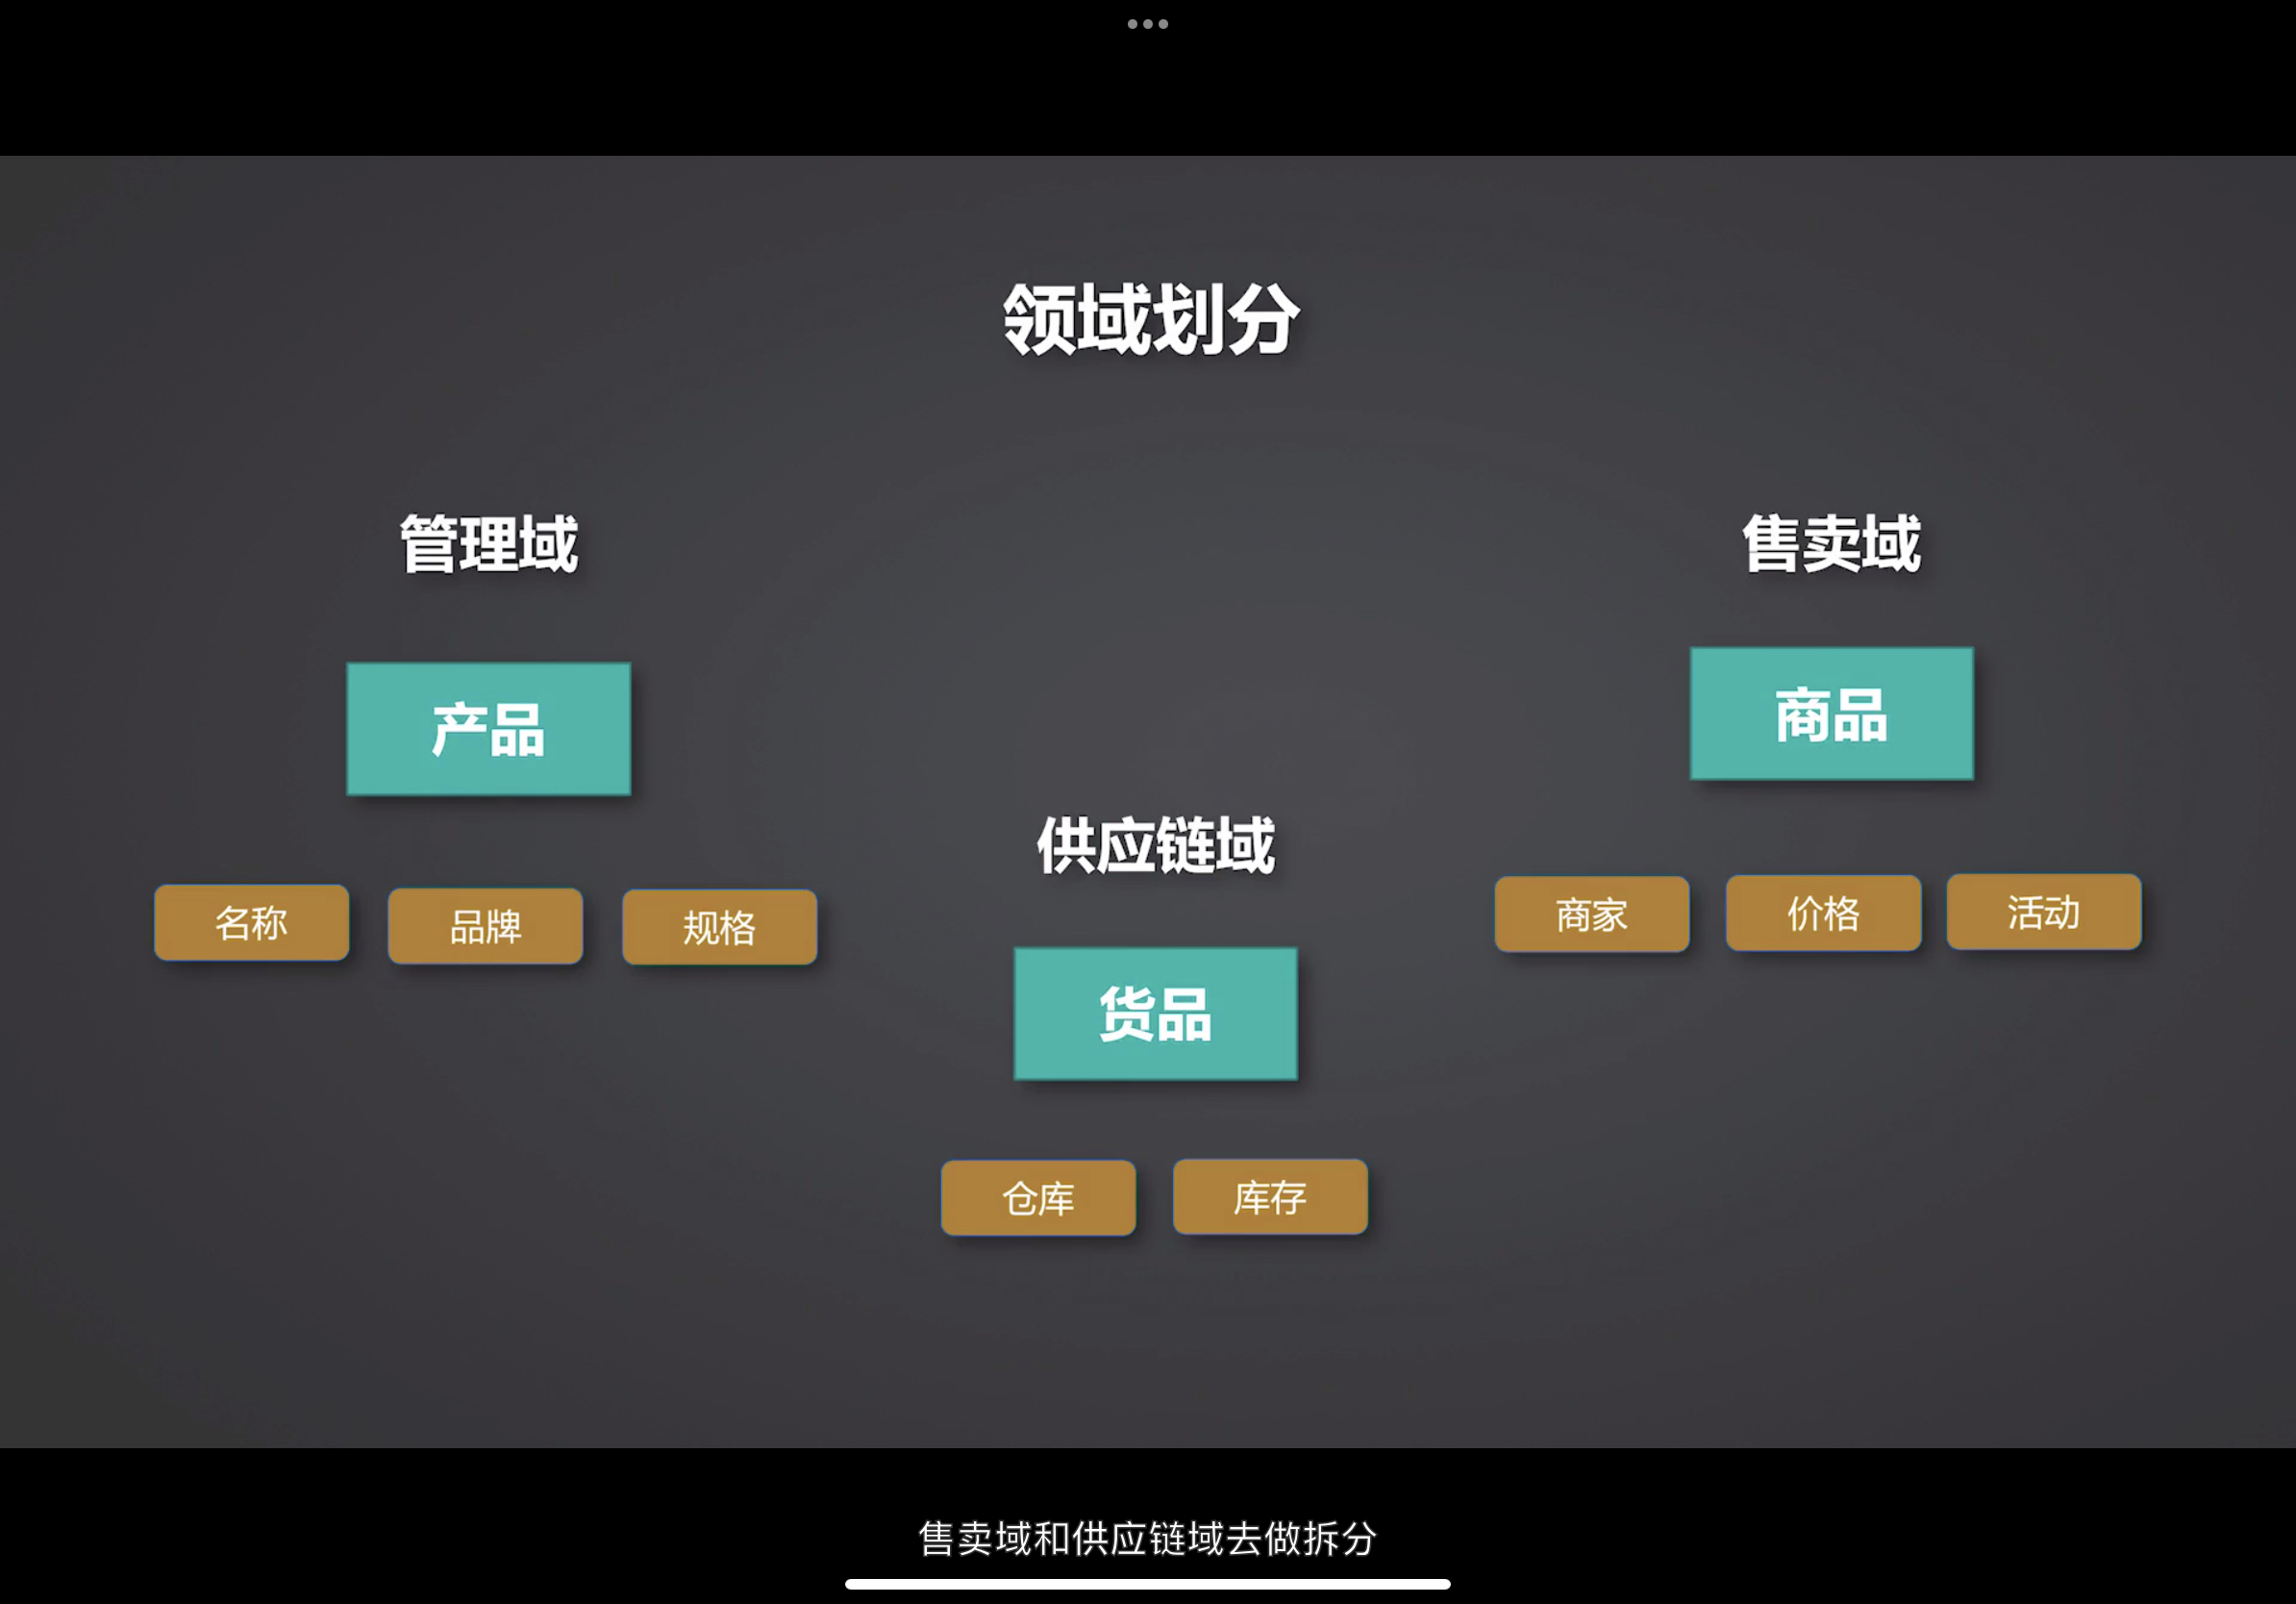 领域划分
管理域
售卖域
产品
商品
供应链域
名称
品牌
规格
商家
价格
活动
货品
仓库
库存
售卖域和供应链域去做拆分